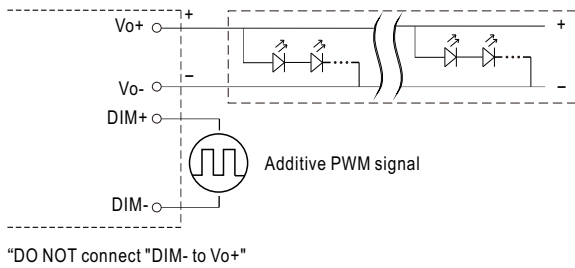 Vo+ + +
Vo- – –
DIM+
Additive PWM signal
DIM-
“DO NOT connect "DIM- to Vo+"